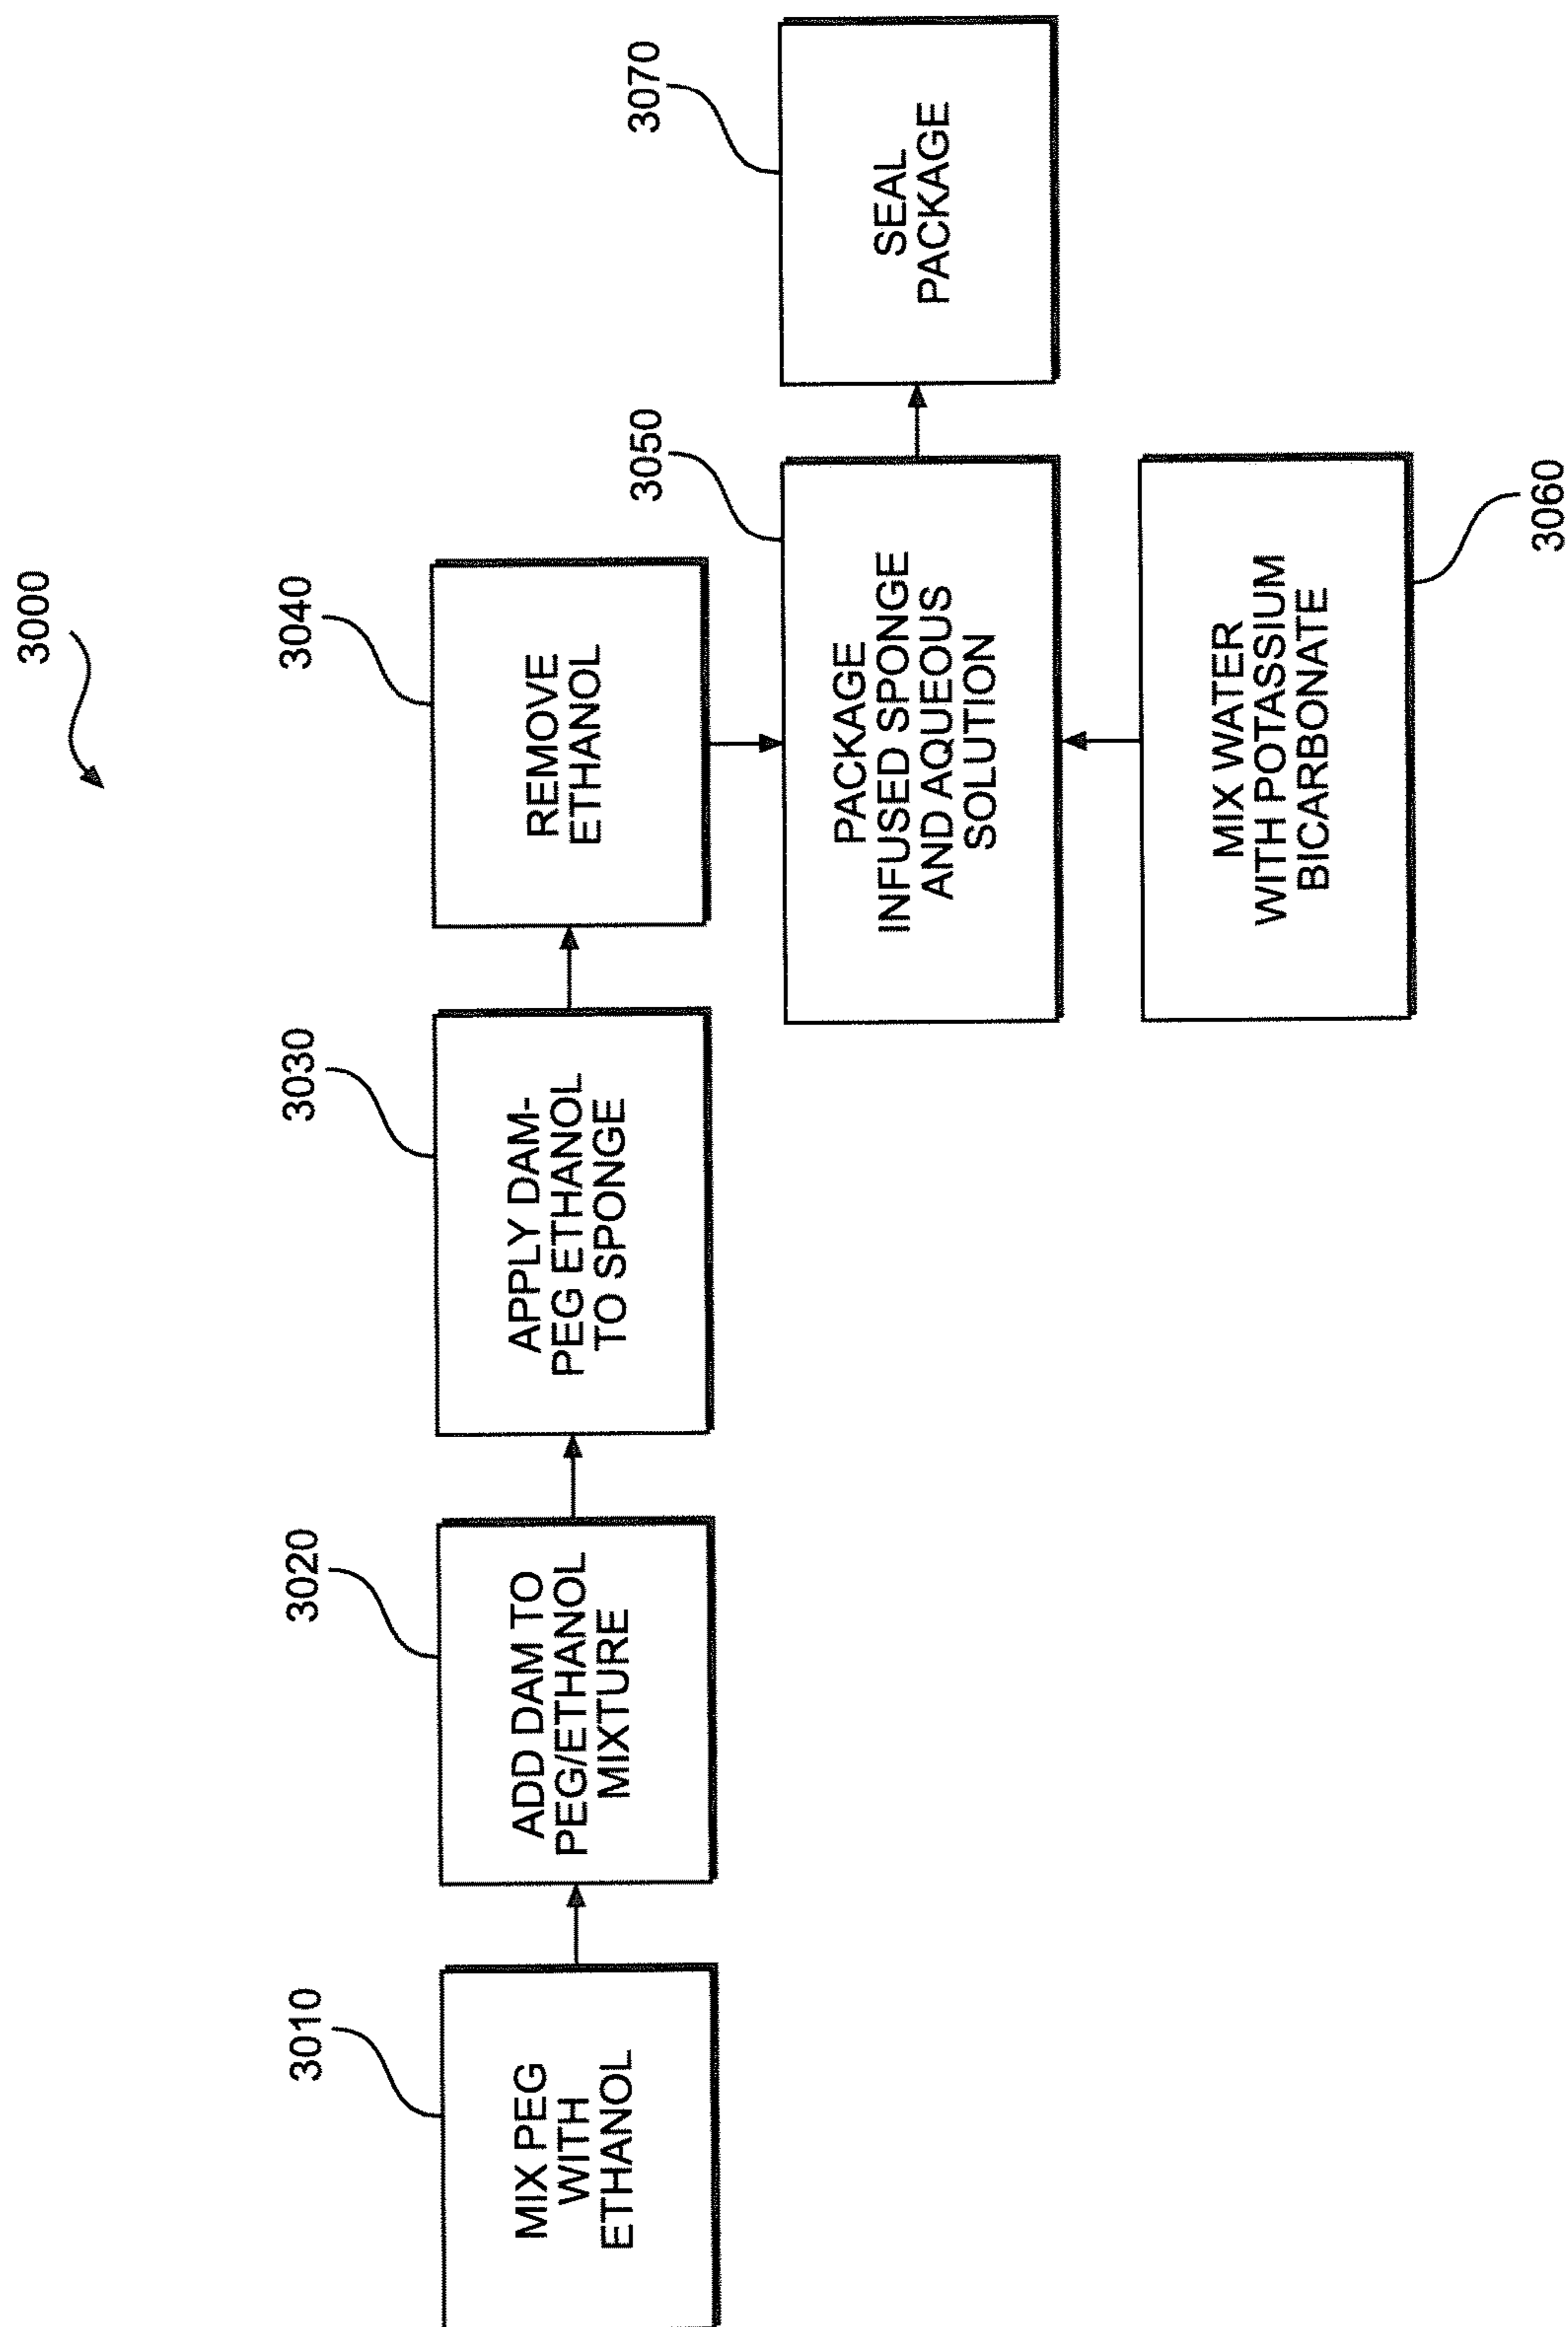 3000
3010
MIX PEG
WITH
ETHANOL
3020
ADD DAM TO
PEG/ETHANOL
MIXTURE
3030
APPLY DAM-
PEG ETHANOL
TO SPONGE
3040
REMOVE
ETHANOL
3050
PACKAGE
INFUSED SPONGE
AND AQUEOUS
SOLUTION
3060
MIX WATER
WITH POTASSIUM
BICARBONATE
3070
SEAL
PACKAGE